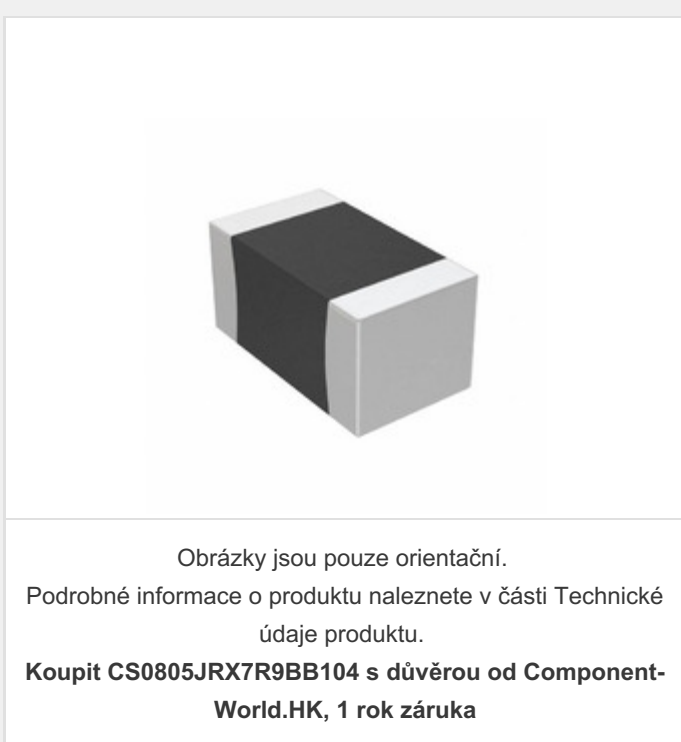 Obrázky jsou pouze orientační.
Podrobné informace o produktu naleznete v části Technické
údaje produktu.
Koupit CS0805JRX7R9BB104 s důvěrou od Component-
World.HK, 1 rok záruka